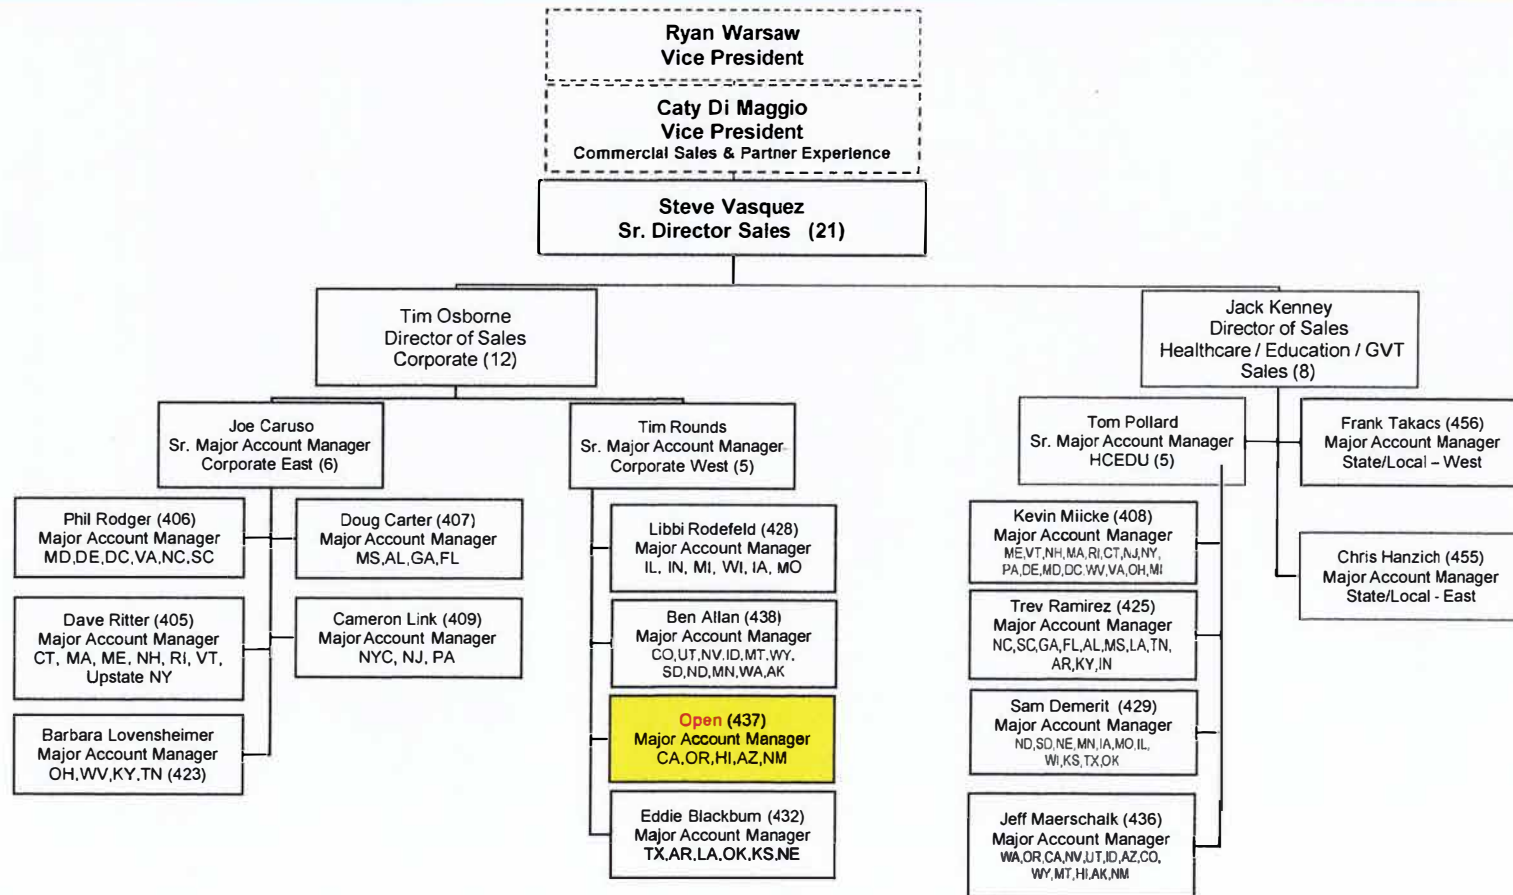 Ryan Warsaw
Vice President
Caty Di Maggio
Vice President
Commercial Sales & Partner Experience
Steve Vasquez
Sr. Director Sales (21)
Tim Osborne
Director of Sales
Corporate (12)
Jack Kenney
Director of Sales
Healthcare / Education / GVT
Sales (8)
Joe Caruso
Sr. Major Account Manager
Corporate East (6)
Tim Rounds
Sr. Major Account Manager
Corporate West (5)
Tom Pollard
Sr. Major Account Manager
HCEDU (5)
Frank Takacs (456)
Major Account Manager
State/Local – West
Phil Rodger (406)
Major Account Manager
MD,DE,DC,VA,NC,SC
Doug Carter (407)
Major Account Manager
MS,AL,GA,FL
Libbi Rodefeld (428)
Major Account Manager
IL, IN, MI, WI, IA, MO
Kevin Miicke (408)
Major Account Manager
ME,VT,NH,MA,RI,CT,NJ,NY,
PA,DE,MD,DC,WV,VA,OH,MI
Chris Hanzich (455)
Major Account Manager
State/Local - East
Dave Ritter (405)
Major Account Manager
CT, MA, ME, NH, RI, VT,
Upstate NY
Cameron Link (409)
Major Account Manager
NYC, NJ, PA
Ben Allan (438)
Major Account Manager
CO,UT,NV,ID,MT,WY,
SD,ND,MN,WA,AK
Trev Ramirez (425)
Major Account Manager
NC,SC,GA,FL,AL,MS,LA,TN,
AR,KY,IN
Barbara Lovensheimer
Major Account Manager
OH,WV,KY,TN (423)
Open (437)
Major Account Manager
CA,OR,HI,AZ,NM
Sam Demerit (429)
Major Account Manager
ND,SD,NE,MN,IA,MO,IL,
WI,KS,TX,OK
Eddie Blackburn (432)
Major Account Manager
TX,AR,LA,OK,KS,NE
Jeff Maerschalk (436)
Major Account Manager
WA,OR,CA,NV,UT,ID,AZ,CO,
WY,MT,HI,AK,NM